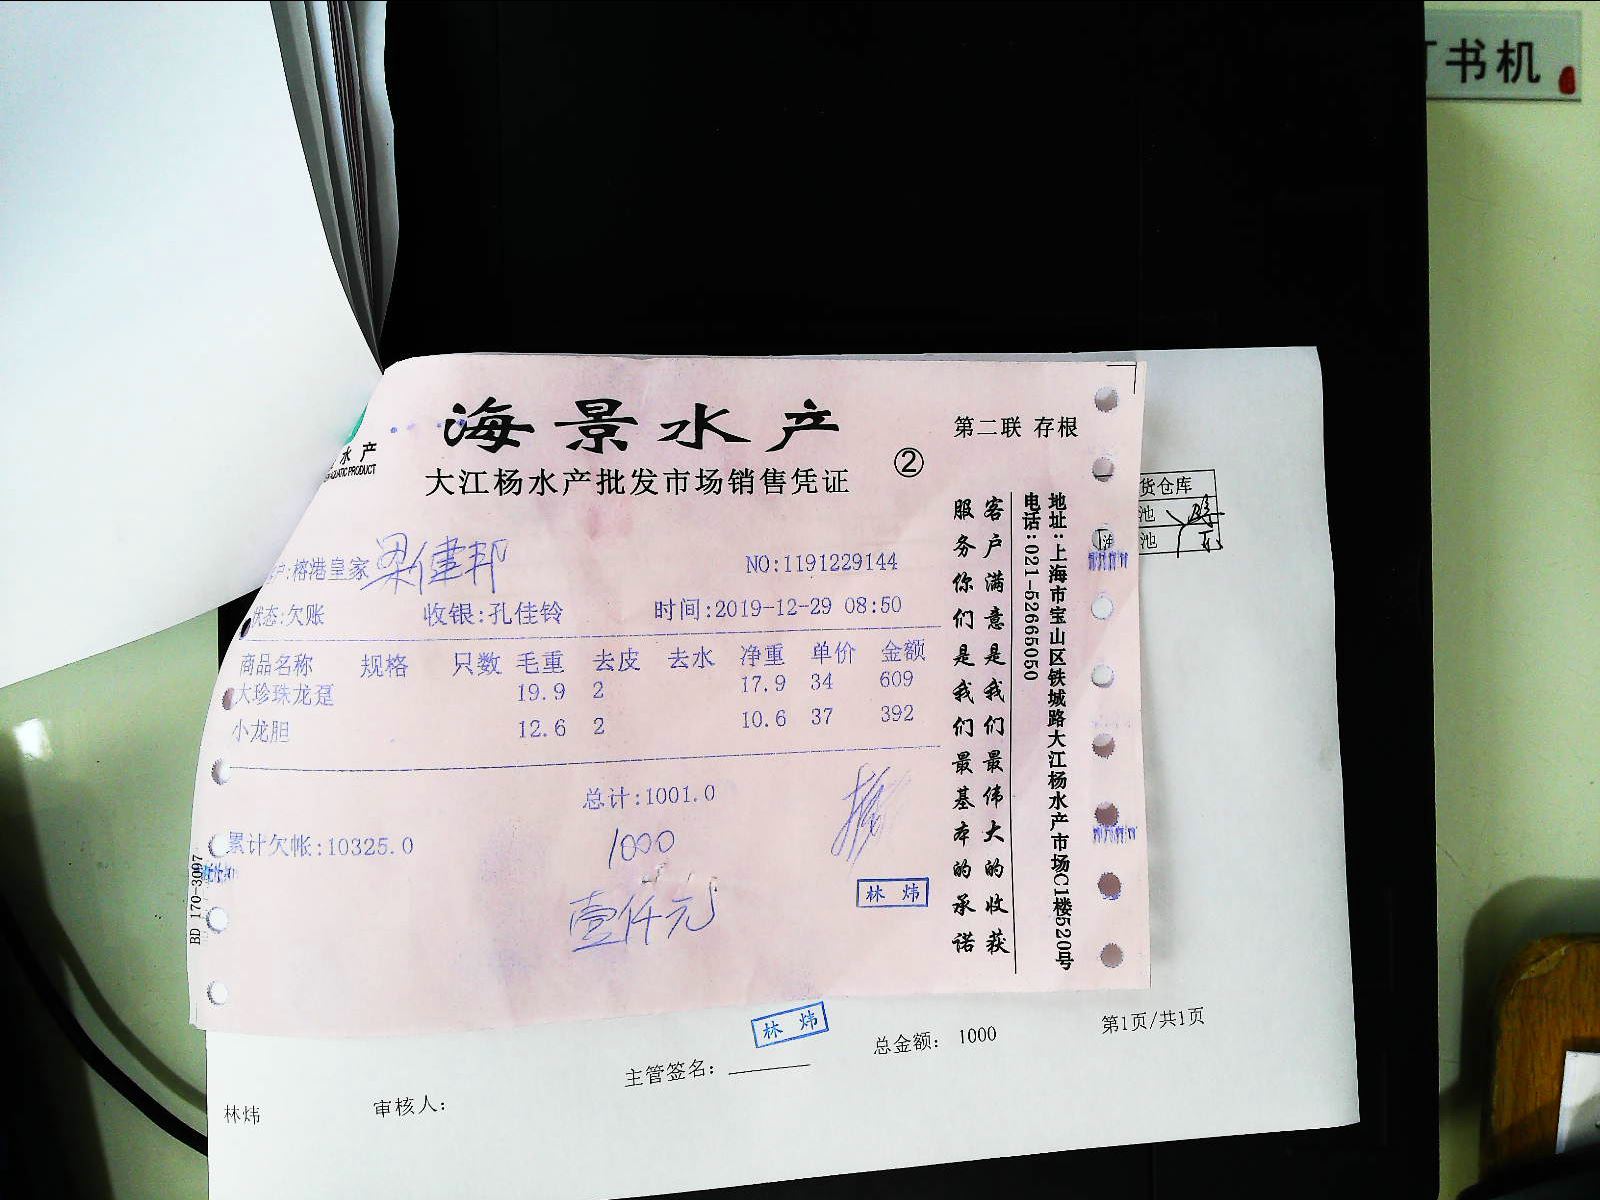 书机
海景水产
第二联 存根
②
水产
AQUATIC PRODUCT
大江杨水产批发市场销售凭证
货仓库
池
池
户:榕港皇家 梁健邦
NO:1191229144
状态:欠账 收银:孔佳铃 时间:2019-12-29 08:50
商品名称 规格 只数 毛重 去皮 去水 净重 单价 金额
大珍珠龙趸 19.9 2 17.9 34 609
小龙胆 12.6 2 10.6 37 392
总计:1001.0
累计欠帐:10325.0
1000
壹仟元
林 炜
客户满意是我们最伟大的收获
服务你们是我们最基本的承诺
地址:上海市宝山区铁城路大江杨水产市场C1楼520号
电话:021-52665050
BD 170-3097
林 炜
主管签名: 总金额: 1000 第1页/共1页
林炜 审核人: